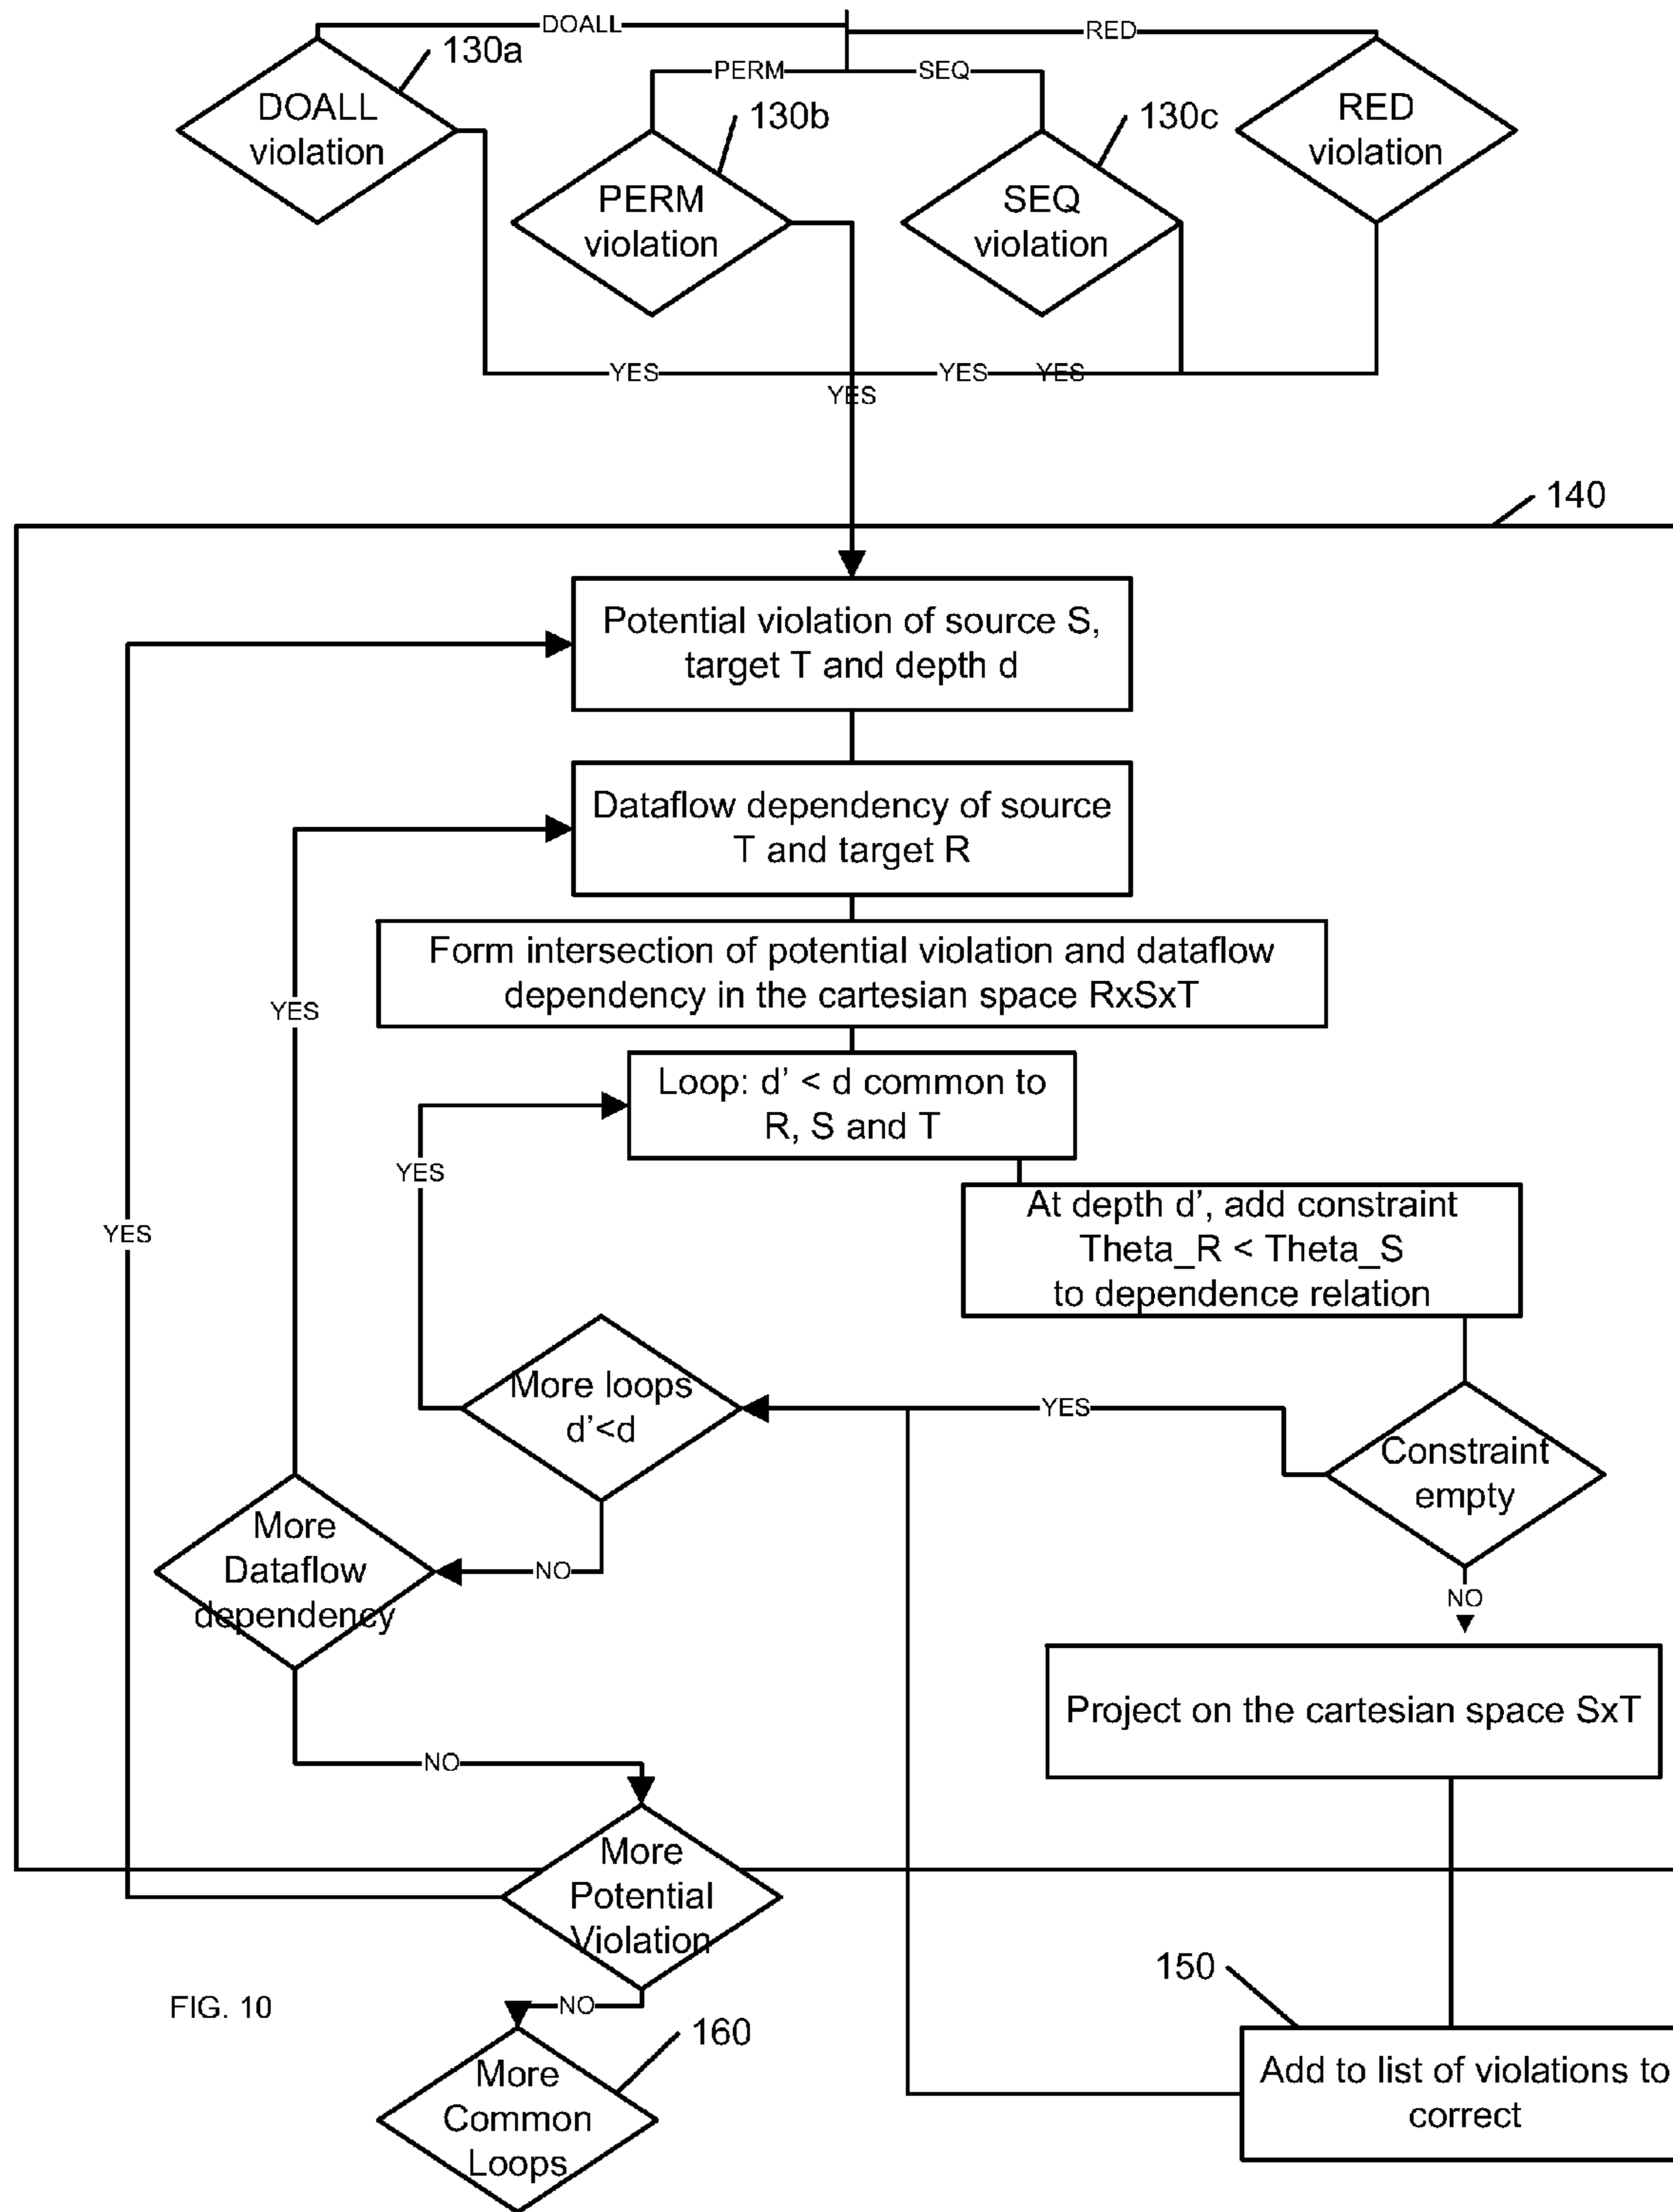 DOALL
RED
130a
PERM
SEQ
DOALL
violation
130b
130c
RED
violation
PERM
violation
SEQ
violation
YES
YES
YES
YES
140
Potential violation of source S,
target T and depth d
Dataflow dependency of source
T and target R
Form intersection of potential violation and dataflow
dependency in the cartesian space RxSxT
YES
Loop: d' < d common to
R, S and T
YES
At depth d', add constraint
Theta_R < Theta_S
to dependence relation
YES
More loops
d'<d
YES
Constraint
empty
More
Dataflow
dependency
NO
NO
Project on the cartesian space SxT
NO
More
Potential
Violation
150
FIG. 10
NO
160
More
Common
Loops
Add to list of violations to
correct